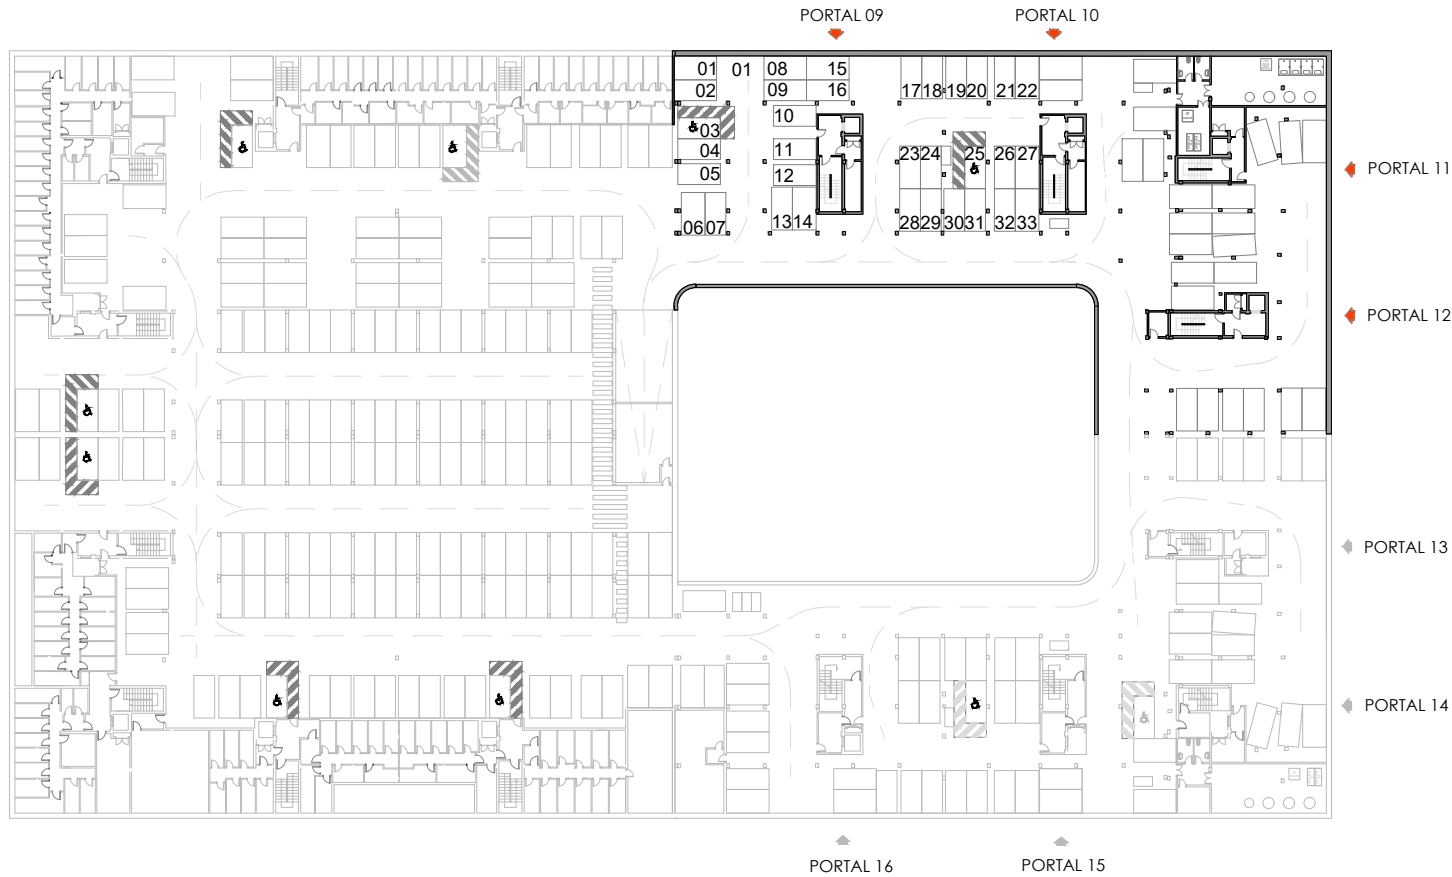 PORTAL 09 PORTAL 10
01 01 08 15
02 09 16 17 18 19 20 21 22
10
03
04 11 23 24 25 26 27
05 12
PORTAL 11
06 07 13 14 28 29 30 31 32 33
PORTAL 12
PORTAL 13
PORTAL 14
PORTAL 16 PORTAL 15